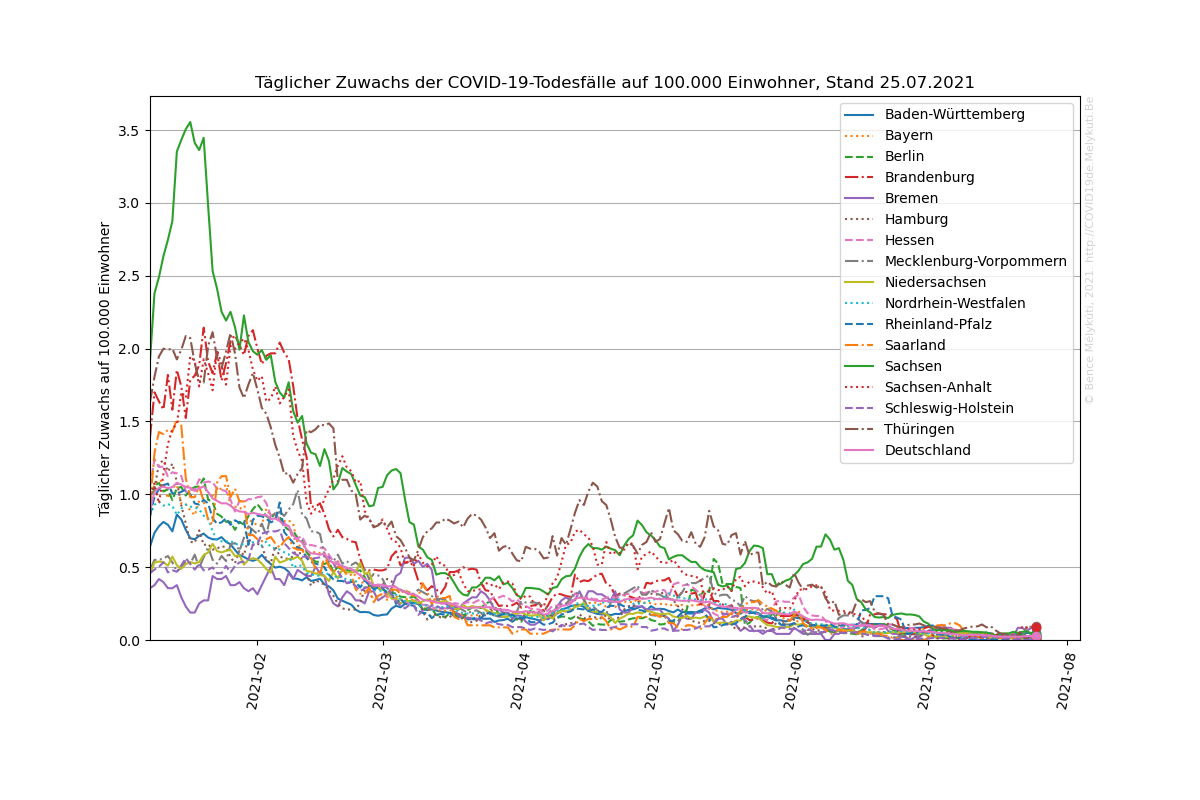 Täglicher Zuwachs der COVID-19-Todesfälle auf 100.000 Einwohner, Stand 25.07.2021
Täglicher Zuwachs auf 100.000 Einwohner
3.5
3.0
2.5
2.0
1.5
1.0
0.5
0.0
2021-02
2021-03
2021-04
2021-05
2021-06
2021-07
2021-08
Baden-Württemberg
Bayern
Berlin
Brandenburg
Bremen
Hamburg
Hessen
Mecklenburg-Vorpommern
Niedersachsen
Nordrhein-Westfalen
Rheinland-Pfalz
Saarland
Sachsen
Sachsen-Anhalt
Schleswig-Holstein
Thüringen
Deutschland
© Bence Mélykúti, 2021. http://COVID19de.Melykuti.Be